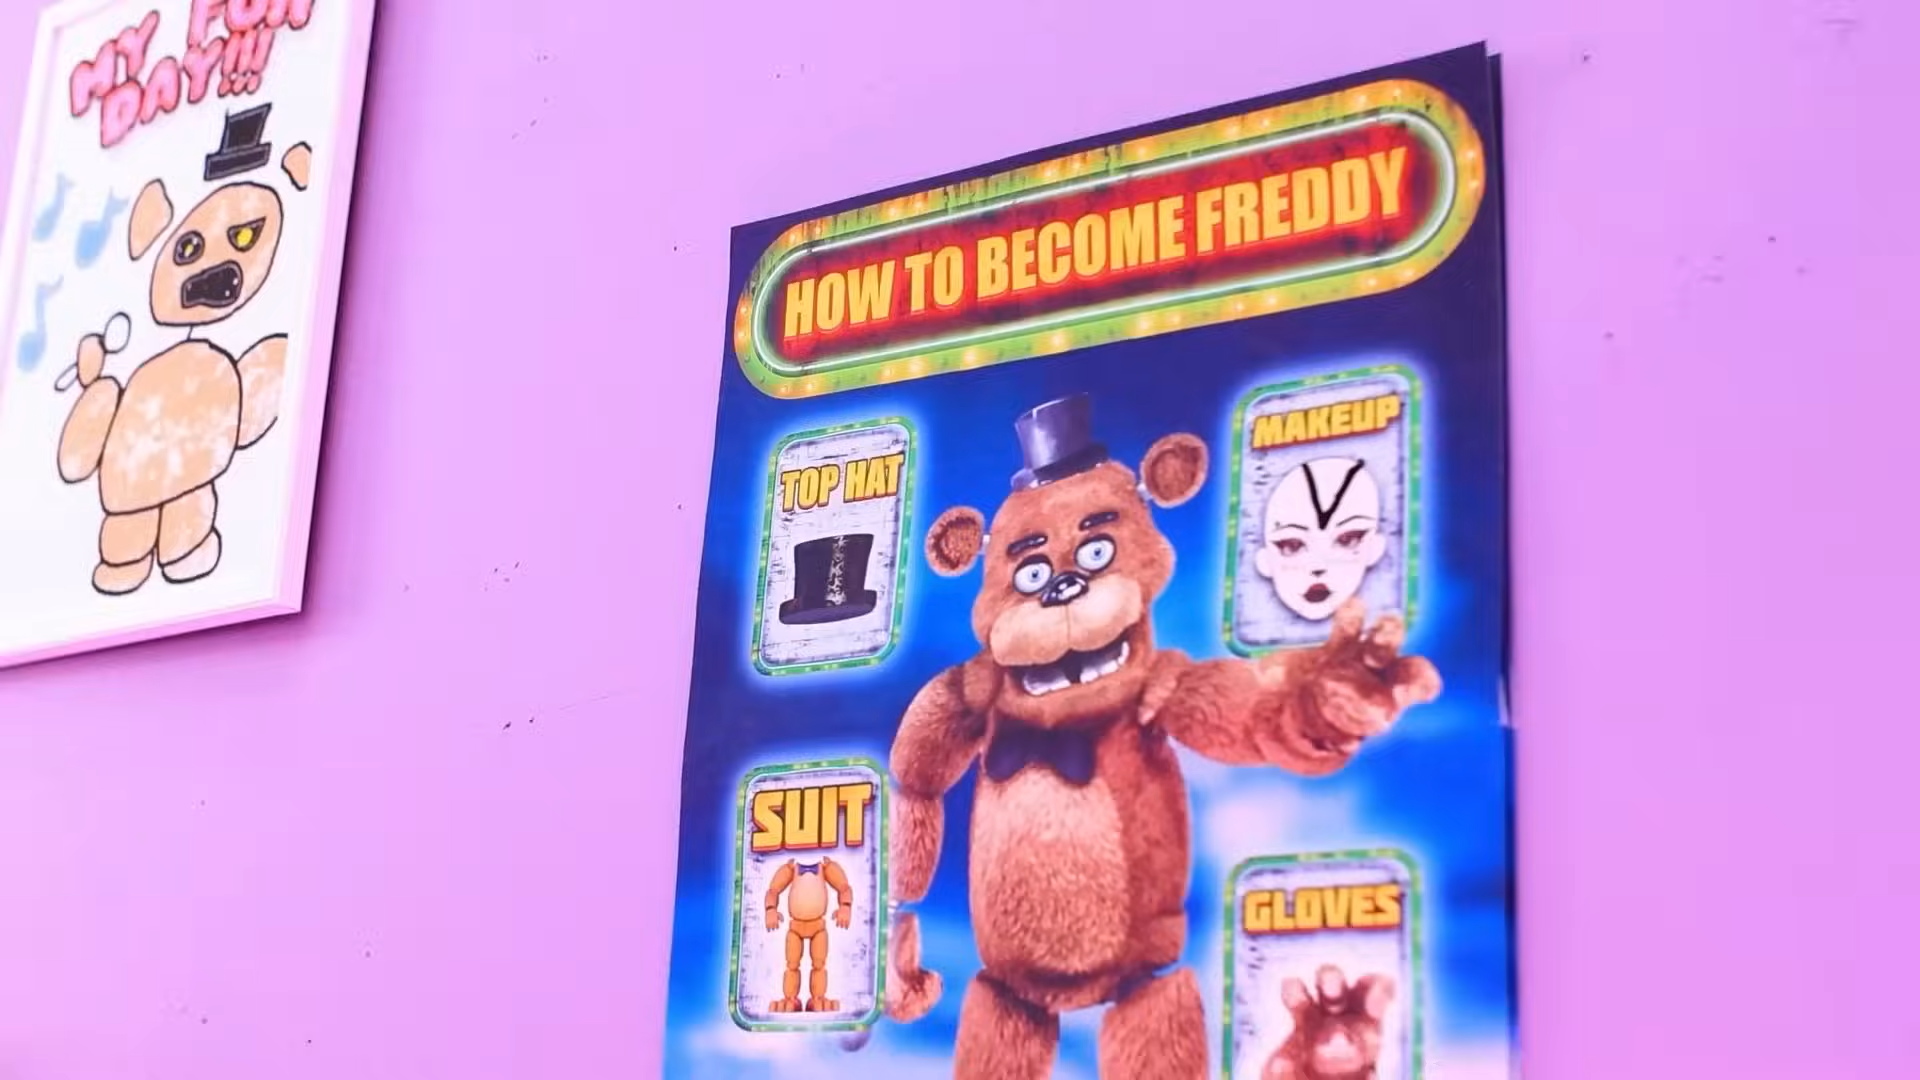 MY FUN
DAY!!!
HOW TO BECOME FREDDY
TOP HAT
MAKEUP
SUIT
GLOVES